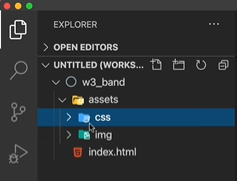 EXPLORER
OPEN EDITORS
UNTITLED (WORKS...
w3_band
assets
css
img
index.html